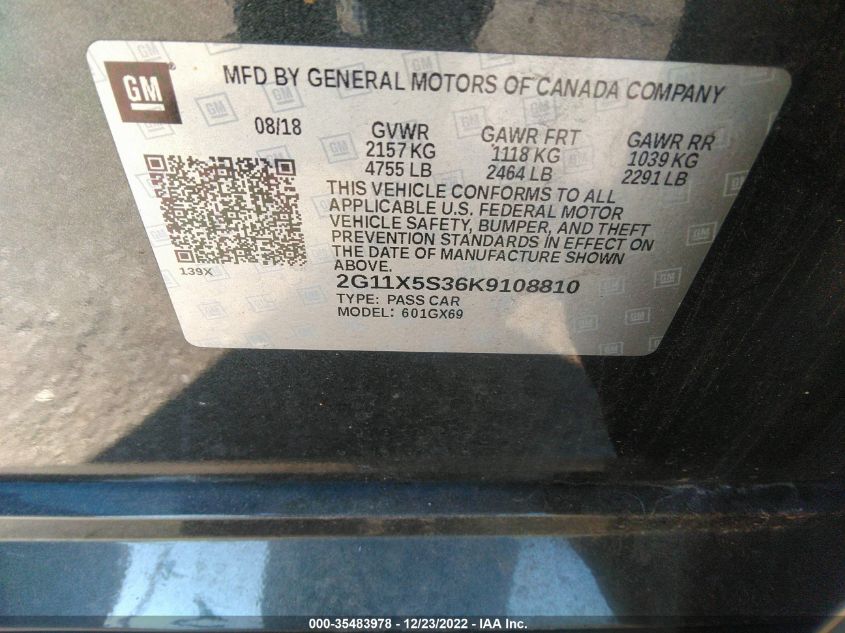 GM
MFD BY GENERAL MOTORS OF CANADA COMPANY
08/18 GVWR GAWR FRT GAWR RR
2157 KG 1118 KG 1039 KG
4755 LB 2464 LB 2291 LB
THIS VEHICLE CONFORMS TO ALL
APPLICABLE U.S. FEDERAL MOTOR
VEHICLE SAFETY, BUMPER, AND THEFT
PREVENTION STANDARDS IN EFFECT ON
THE DATE OF MANUFACTURE SHOWN
ABOVE.
139X
2G11X5S36K9108810
TYPE: PASS CAR
MODEL: 601GX69
000-35483978 - 12/23/2022 - IAA Inc.